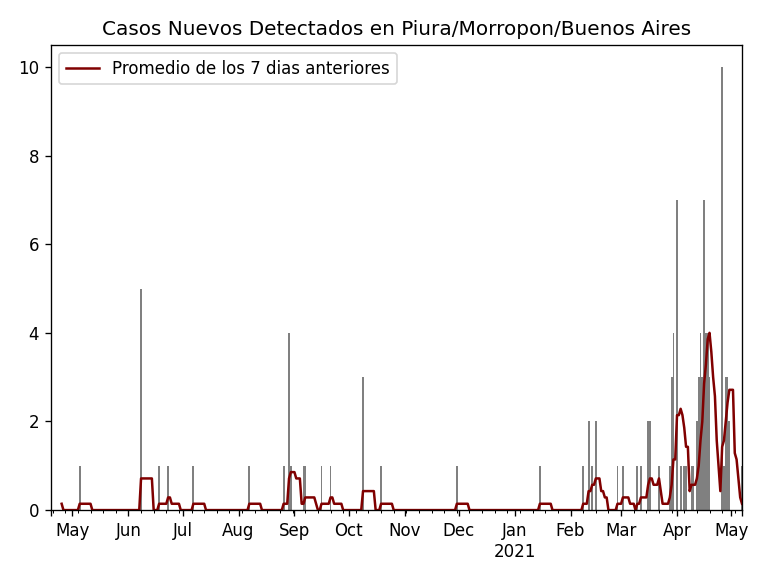 Casos Nuevos Detectados en Piura/Morropon/Buenos Aires
Promedio de los 7 dias anteriores
10
8
6
4
2
0
May Jun Jul Aug Sep Oct Nov Dec Jan Feb Mar Apr May
2021